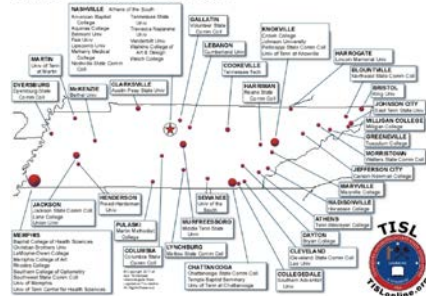 NASHVILLE Athens of the South
American Baptist College
Aquinas College
Belmont Univ
Fisk Univ
Lipscomb Univ
Meharry Medical College
Nashville State Comm Coll
Tennessee State Univ
Trevecca Nazarene Univ
Vanderbilt Univ
Watkins College of Art & Design
Welch College
GALLATIN
Volunteer State Comm Coll
LEBANON
Cumberland Univ
COOKEVILLE
Tennessee Tech
HARRIMAN
Roane State Comm Coll
KNOXVILLE
Crown College
Johnson University
Pellissippi State Comm Coll
Univ of Tenn at Knoxville
HARROGATE
Lincoln Memorial Univ
BLOUNTVILLE
Northeast State Comm Coll
BRISTOL
King Univ
JOHNSON CITY
East Tenn State Univ
MILLIGAN COLLEGE
Milligan College
GREENEVILLE
Tusculum College
MORRISTOWN
Walters State Comm Coll
JEFFERSON CITY
Carson-Newman College
MARYVILLE
Maryville College
MADISONVILLE
Hiwassee College
ATHENS
Tenn Wesleyan College
DAYTON
Bryan College
CLEVELAND
Cleveland State Comm Coll
Lee Univ
COLLEGEDALE
Southern Adventist Univ
CHATTANOOGA
Chattanooga State Comm Coll
Temple Baptist Seminary
Univ of Tenn at Chattanooga
SEWANEE
Univ of the South
MURFREESBORO
Middle Tenn State Univ
LYNCHBURG
Motlow State Comm Coll
COLUMBIA
Columbia State Comm Coll
PULASKI
Martin Methodist College
HENDERSON
Freed-Hardeman Univ
JACKSON
Jackson State Comm Coll
Lane College
Union Univ
MEMPHIS
Baptist College of Health Sciences
Christian Brothers Univ
LeMoyne-Owen College
Memphis College of Art
Rhodes College
Southern College of Optometry
Southwest State Comm Coll
Univ of Memphis
Univ of Tenn Center for Health Sciences
DYERSBURG
Dyersburg State Comm Coll
MARTIN
Univ of Tenn at Martin
McKENZIE
Bethel Univ
CLARKSVILLE
Austin Peay State Univ
TISL
TISLonline.org